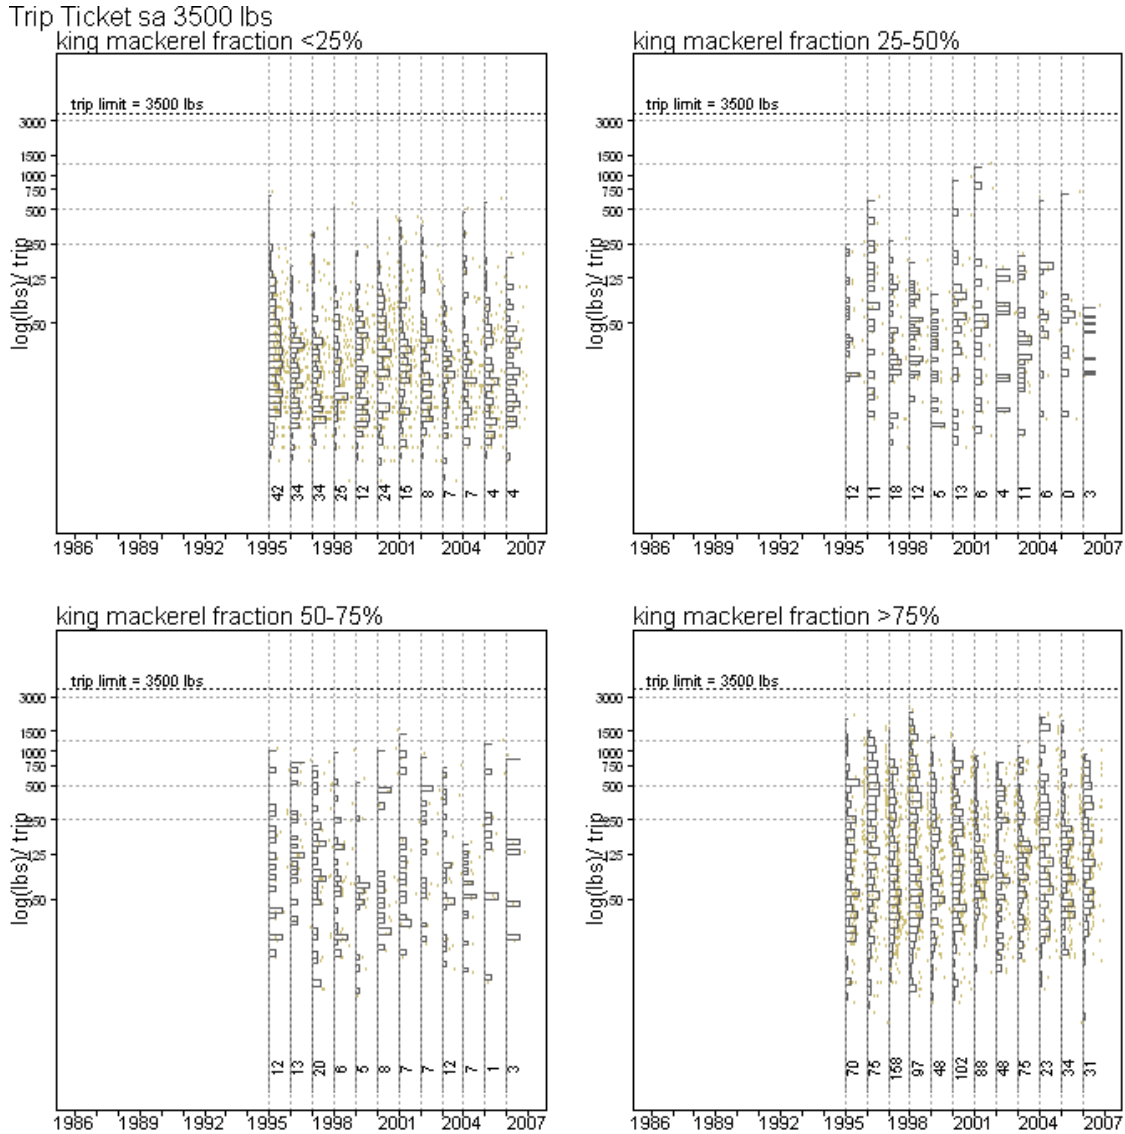 Trip Ticket sa 3500 lbs
king mackerel fraction <25%
trip limit = 3500 lbs
3000
1500
1000
750
500
250
125
50
log(lbs)/ trip
42 34 34 25 12 24 15 8 7 7 4 4
1986 1989 1992 1995 1998 2001 2004 2007
king mackerel fraction 25-50%
trip limit = 3500 lbs
3000
1500
1000
750
500
250
125
50
log(lbs)/ trip
12 11 18 12 5 13 6 4 11 6 0 3
1986 1989 1992 1995 1998 2001 2004 2007
king mackerel fraction 50-75%
trip limit = 3500 lbs
3000
1500
1000
750
500
250
125
50
log(lbs)/ trip
12 13 20 6 5 8 7 7 12 7 1 3
1986 1989 1992 1995 1998 2001 2004 2007
king mackerel fraction >75%
trip limit = 3500 lbs
3000
1500
1000
750
500
250
125
50
log(lbs)/ trip
70 75 158 97 48 102 88 48 75 23 34 31
1986 1989 1992 1995 1998 2001 2004 2007